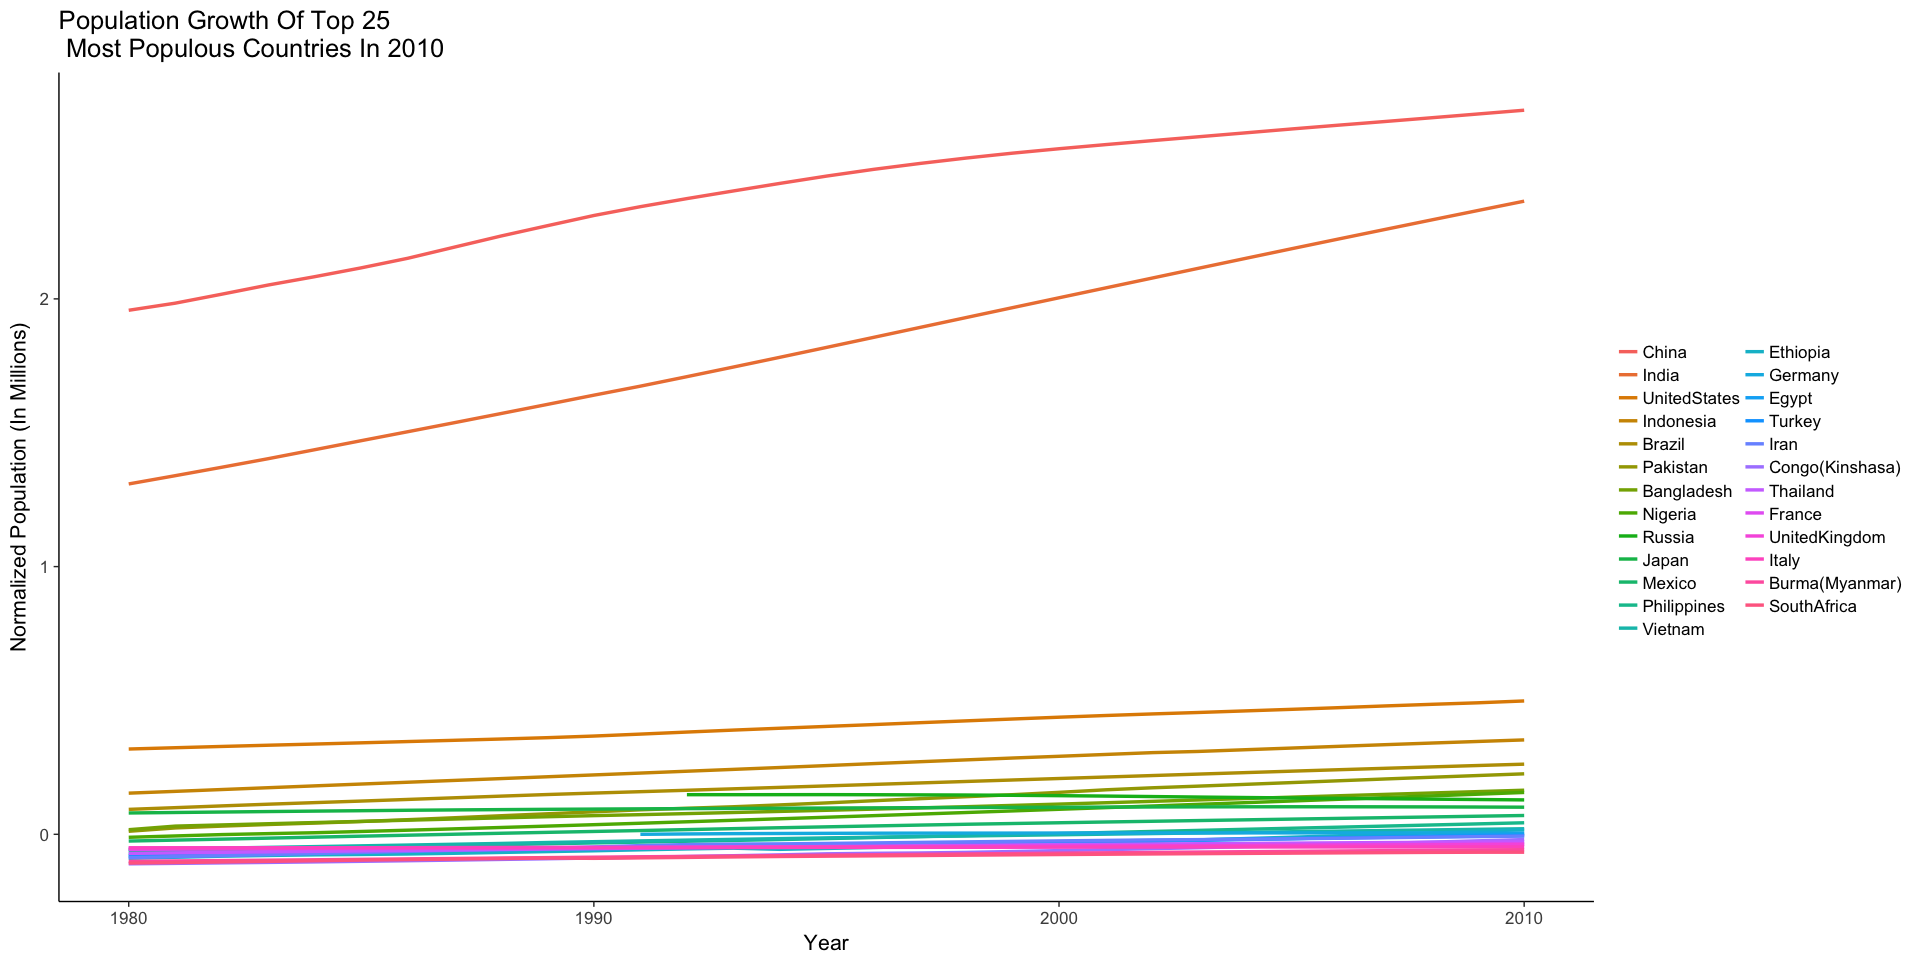 Population Growth Of Top 25
Most Populous Countries In 2010
Normalized Population (In Millions)
2
1
0
1980
1990
2000
2010
Year
China
India
UnitedStates
Indonesia
Brazil
Pakistan
Bangladesh
Nigeria
Russia
Japan
Mexico
Philippines
Vietnam
Ethiopia
Germany
Egypt
Turkey
Iran
Congo(Kinshasa)
Thailand
France
UnitedKingdom
Italy
Burma(Myanmar)
SouthAfrica